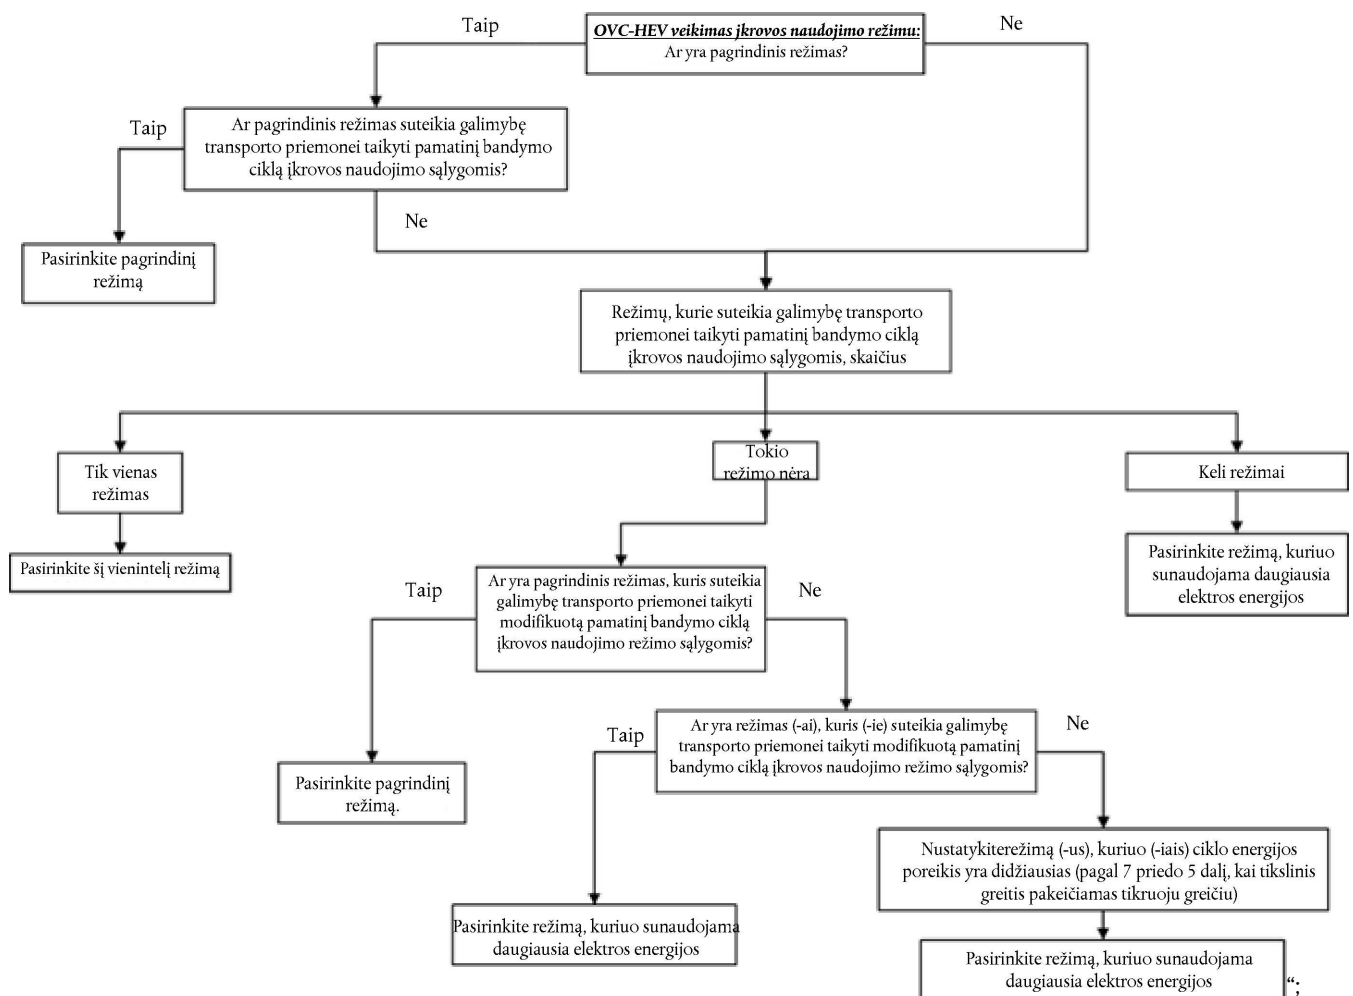 Taip
OVC-HEV veikimas įkrovos naudojimo režimu:
Ar yra pagrindinis režimas?
Ne
Taip
Ar pagrindinis režimas suteikia galimybę
transporto priemonei taikyti pamatinį bandymo
ciklą įkrovos naudojimo sąlygomis?
Ne
Pasirinkite pagrindinį
režimą
Režimų, kurie suteikia galimybę transporto
priemonei taikyti pamatinį bandymo ciklą
įkrovos naudojimo sąlygomis, skaičius
Tik vienas
režimas
Tokio
režimo nėra
Keli režimai
Pasirinkite šį vienintelį režimą
Pasirinkite režimą, kuriuo
sunaudojama daugiausia
elektros energijos
Taip
Ar yra pagrindinis režimas, kuris suteikia
galimybę transporto priemonei taikyti
modifikuotą pamatinį bandymo ciklą
įkrovos naudojimo režimo sąlygomis?
Ne
Pasirinkite pagrindinį
režimą.
Taip
Ar yra režimas (-ai), kuris (-ie) suteikia galimybę
transporto priemonei taikyti modifikuotą pamatinį
bandymo ciklą įkrovos naudojimo režimo sąlygomis?
Ne
Pasirinkite režimą, kuriuo sunaudojama
daugiausia elektros energijos
Nustatykiterežimą (-us), kuriuo (-iais) ciklo energijos
poreikis yra didžiausias (pagal 7 priedo 5 dalį, kai tikslinis
greitis pakeičiamas tikruoju greičiu)
Pasirinkite režimą, kuriuo sunaudojama
daugiausia elektros energijos
“;